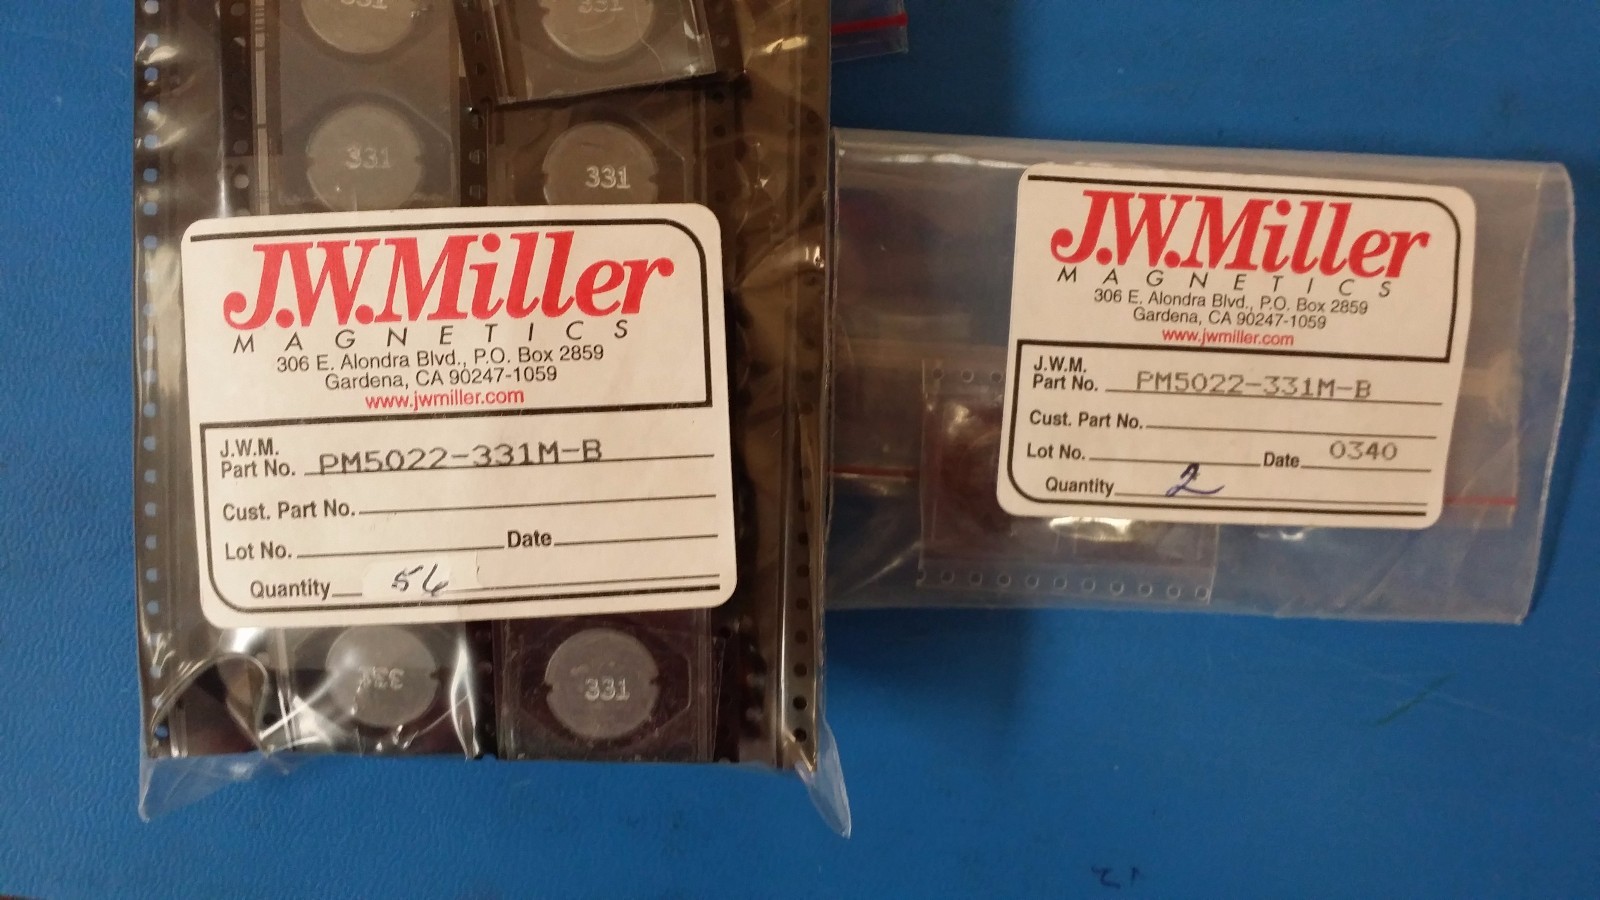 331
331
331
331
J.W.Miller
MAGNETICS
306 E. Alondra Blvd., P.O. Box 2859
Gardena, CA 90247-1059
www.jwmiller.com
J.W.M.
Part No. PM5022-331M-B
Cust. Part No.
Lot No. Date
Quantity 56
331
331
J.W.Miller
MAGNETICS
306 E. Alondra Blvd., P.O. Box 2859
Gardena, CA 90247-1059
www.jwmiller.com
J.W.M.
Part No. PM5022-331M-B
Cust. Part No.
Lot No. Date 0340
Quantity 2